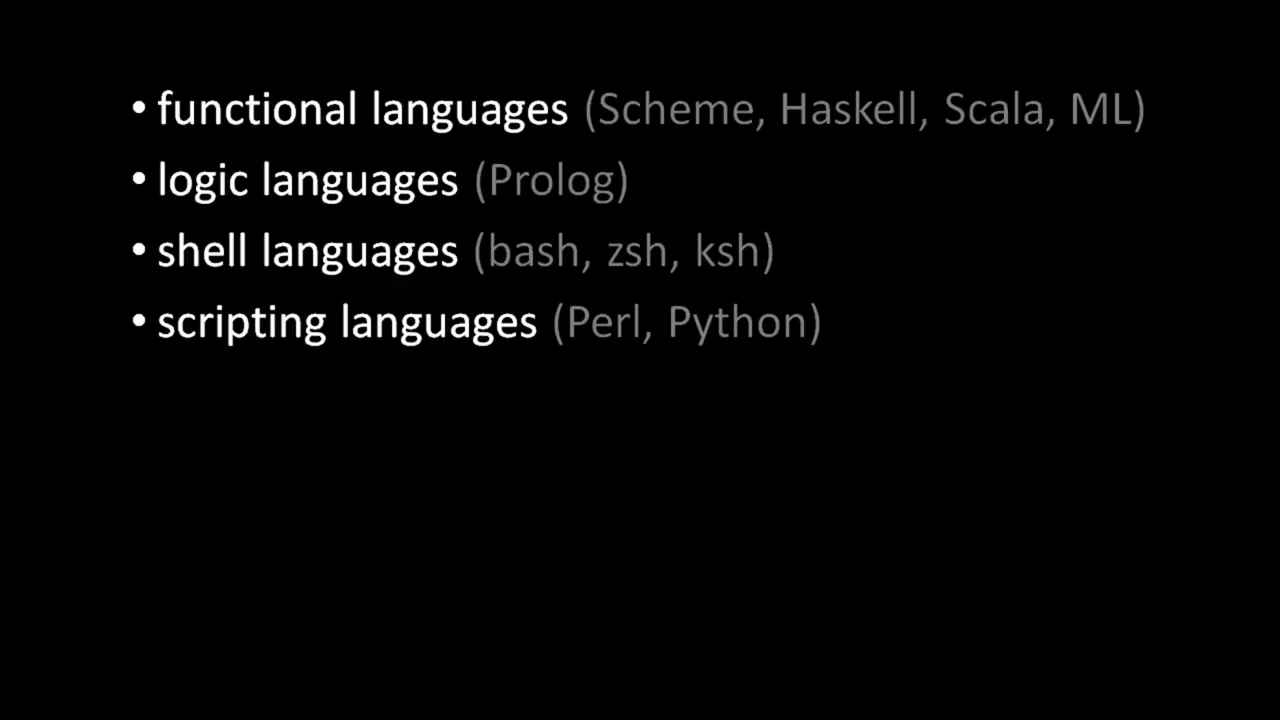 • functional languages (Scheme, Haskell, Scala, ML)
• logic languages (Prolog)
• shell languages (bash, zsh, ksh)
• scripting languages (Perl, Python)